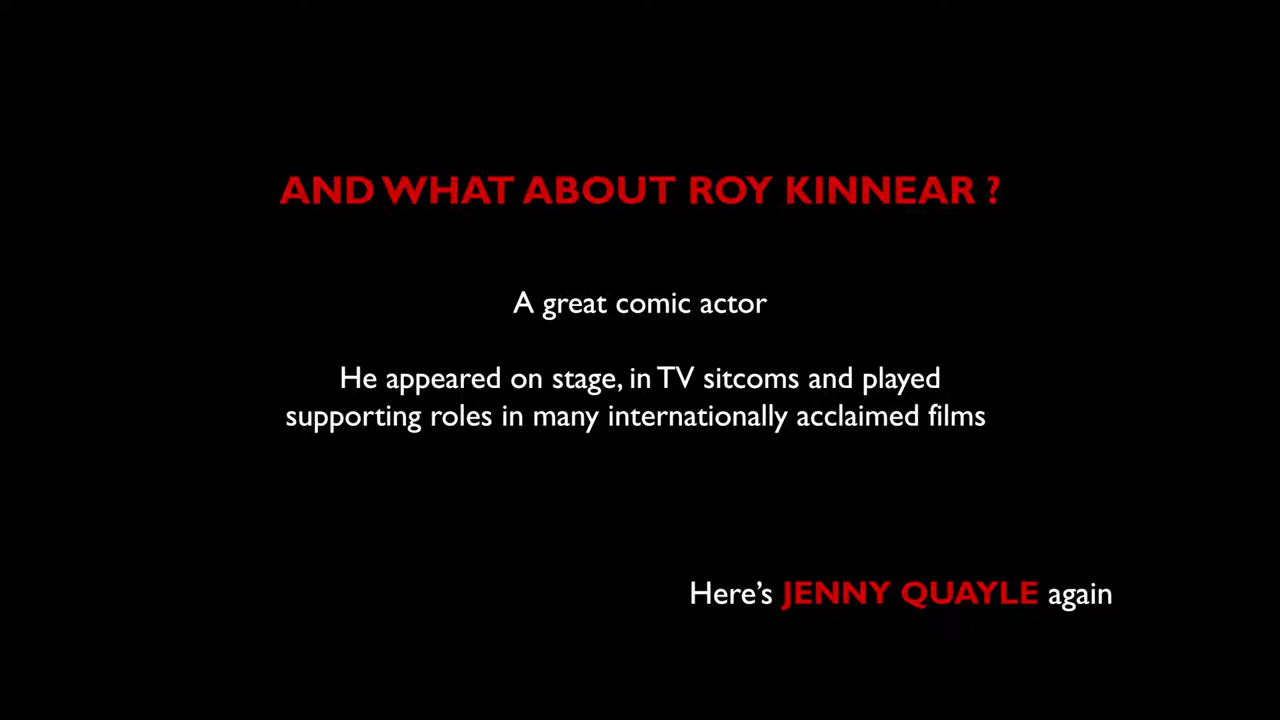 AND WHAT ABOUT ROY KINNEAR ?
A great comic actor
He appeared on stage, in TV sitcoms and played
supporting roles in many internationally acclaimed films
Here's JENNY QUAYLE again